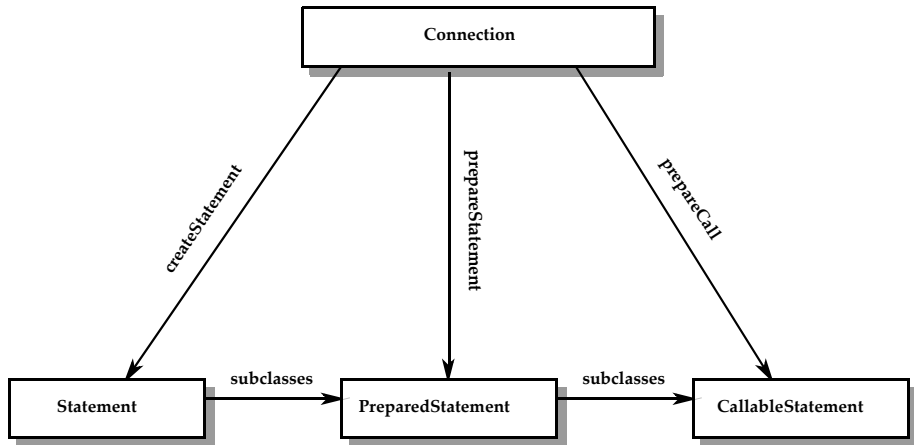 Connection
createStatement
prepareStatement
prepareCall
subclasses
subclasses
Statement
PreparedStatement
CallableStatement